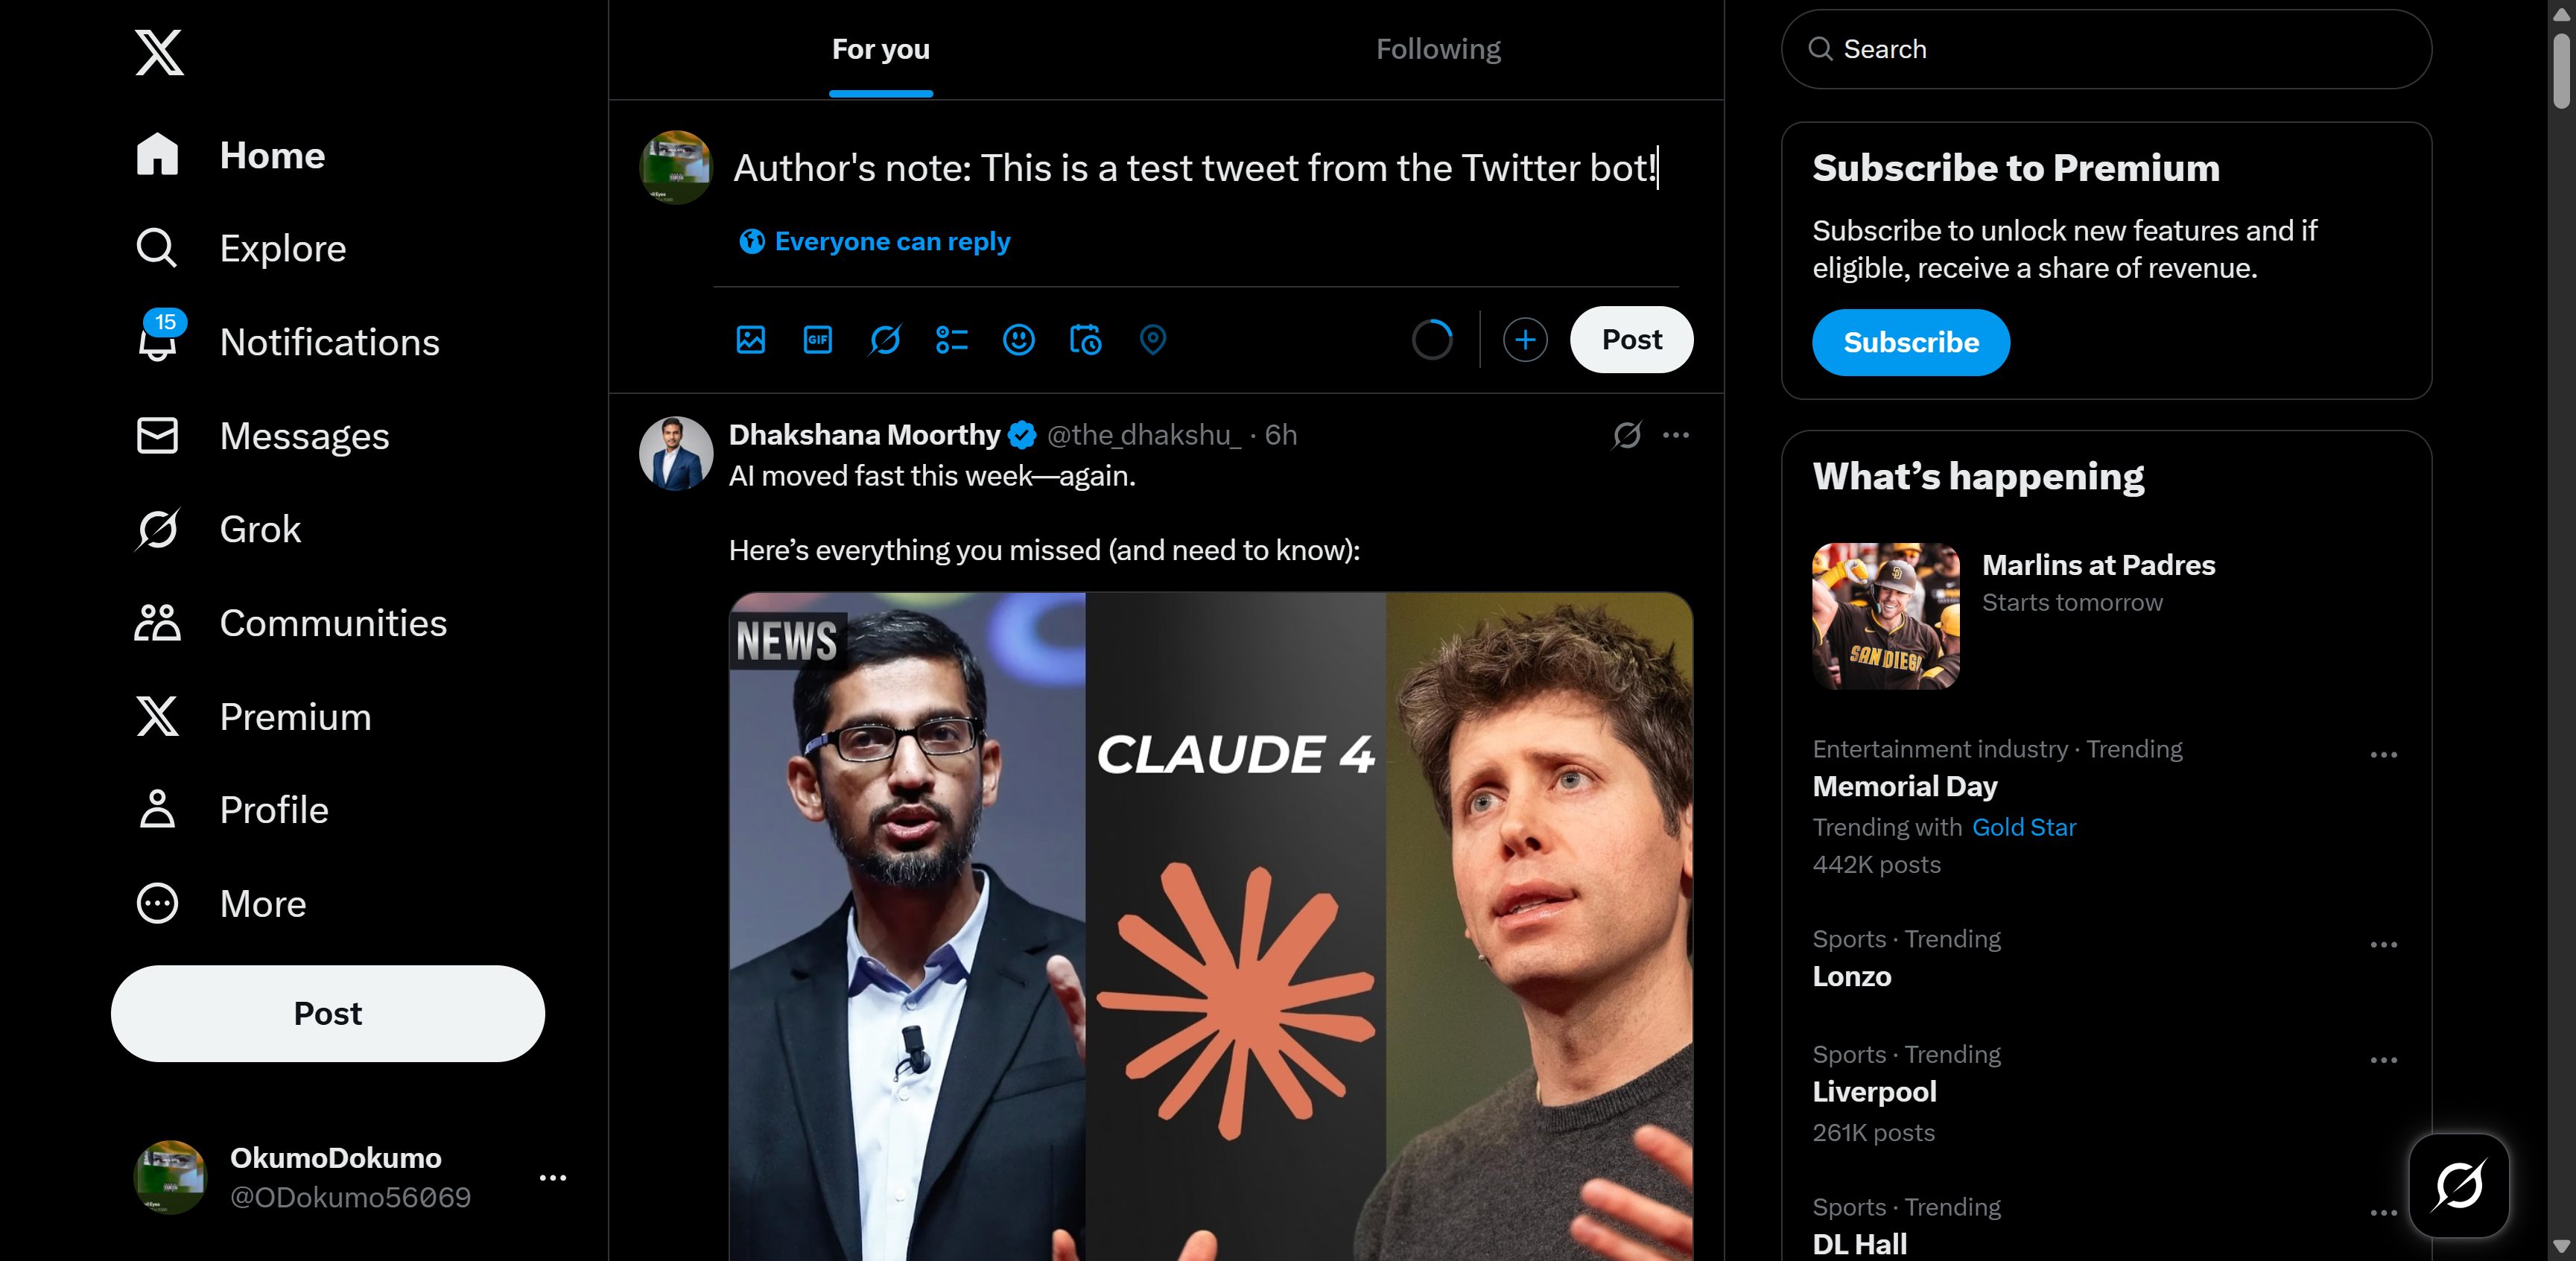 Home
Explore
15
Notifications
Messages
Grok
Communities
Premium
Profile
More
Post
OkumoDokumo
@ODokumo56069
For you
Following
Author's note: This is a test tweet from the Twitter bot!
Everyone can reply
GIF
Post
Dhakshana Moorthy @the_dhakshu_ · 6h
AI moved fast this week—again.
Here’s everything you missed (and need to know):
NEWS
CLAUDE 4
Search
Subscribe to Premium
Subscribe to unlock new features and if
eligible, receive a share of revenue.
Subscribe
What’s happening
SAN DIEGO
Marlins at Padres
Starts tomorrow
Entertainment industry · Trending
Memorial Day
Trending with Gold Star
442K posts
Sports · Trending
Lonzo
Sports · Trending
Liverpool
261K posts
Sports · Trending
DL Hall